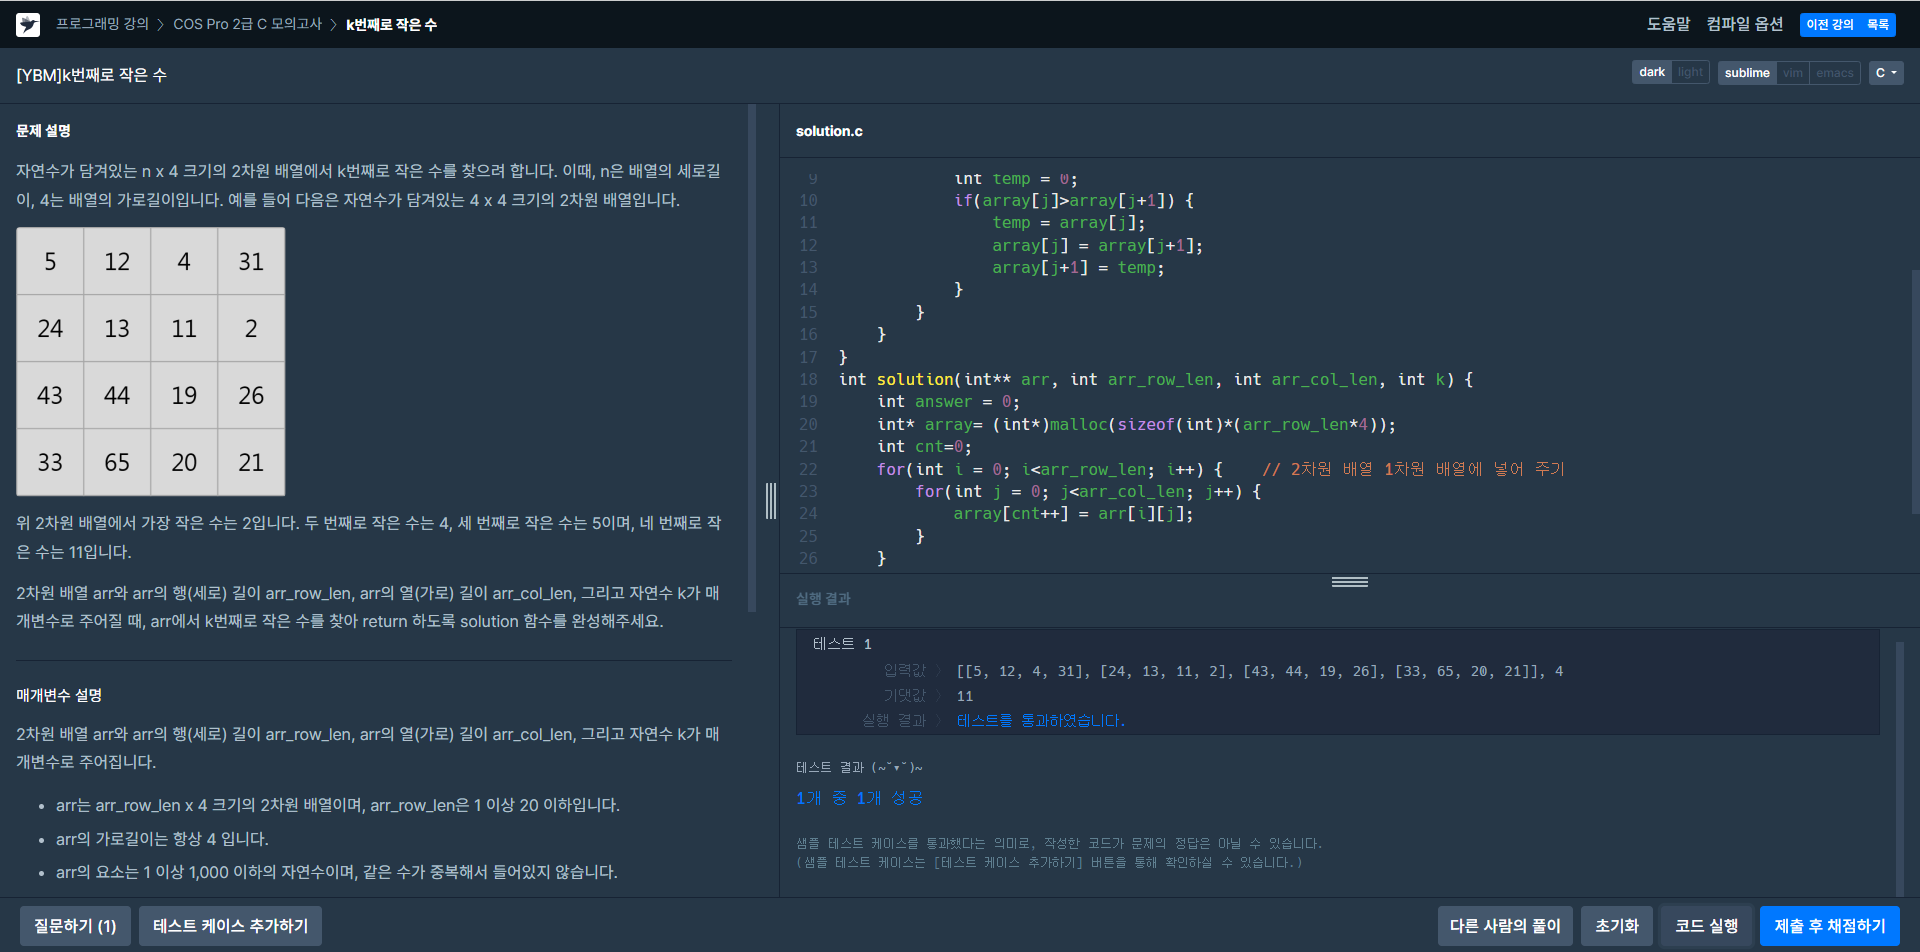 프로그래밍 강의 > COS Pro 2급 C 모의고사 > k번째로 작은 수
도움말 컴파일 옵션 이전 강의 목록
[YBM]k번째로 작은 수
dark light sublime vim emacs C
문제 설명
자연수가 담겨있는 n x 4 크기의 2차원 배열에서 k번째로 작은 수를 찾으려 합니다. 이때, n은 배열의 세로길
이, 4는 배열의 가로길이입니다. 예를 들어 다음은 자연수가 담겨있는 4 x 4 크기의 2차원 배열입니다.
5 12 4 31
24 13 11 2
43 44 19 26
33 65 20 21
위 2차원 배열에서 가장 작은 수는 2입니다. 두 번째로 작은 수는 4, 세 번째로 작은 수는 5이며, 네 번째로 작
은 수는 11입니다.
2차원 배열 arr와 arr의 행(세로) 길이 arr_row_len, arr의 열(가로) 길이 arr_col_len, 그리고 자연수 k가 매
개변수로 주어질 때, arr에서 k번째로 작은 수를 찾아 return 하도록 solution 함수를 완성해주세요.
매개변수 설명
2차원 배열 arr와 arr의 행(세로) 길이 arr_row_len, arr의 열(가로) 길이 arr_col_len, 그리고 자연수 k가 매
개변수로 주어집니다.
• arr는 arr_row_len x 4 크기의 2차원 배열이며, arr_row_len은 1 이상 20 이하입니다.
• arr의 가로길이는 항상 4 입니다.
• arr의 요소는 1 이상 1,000 이하의 자연수이며, 같은 수가 중복해서 들어있지 않습니다.
solution.c
9 int temp = 0;
10 if(array[j]>array[j+1]) {
11 temp = array[j];
12 array[j] = array[j+1];
13 array[j+1] = temp;
14 }
15 }
16 }
17 }
18 int solution(int** arr, int arr_row_len, int arr_col_len, int k) {
19 int answer = 0;
20 int* array= (int*)malloc(sizeof(int)*(arr_row_len*4));
21 int cnt=0;
22 for(int i = 0; i<arr_row_len; i++) { // 2차원 배열 1차원 배열에 넣어 주기
23 for(int j = 0; j<arr_col_len; j++) {
24 array[cnt++] = arr[i][j];
25 }
26 }
실행 결과
테스트 1
입력값 > [[5, 12, 4, 31], [24, 13, 11, 2], [43, 44, 19, 26], [33, 65, 20, 21]], 4
기댓값 > 11
실행 결과 > 테스트를 통과하였습니다.
테스트 결과 (~˘▾˘)~
1개 중 1개 성공
샘플 테스트 케이스를 통과했다는 의미로, 작성한 코드가 문제의 정답은 아닐 수 있습니다.
(샘플 테스트 케이스는 [테스트 케이스 추가하기] 버튼을 통해 확인하실 수 있습니다.)
질문하기 (1) 테스트 케이스 추가하기 다른 사람의 풀이 초기화 코드 실행 제출 후 채점하기